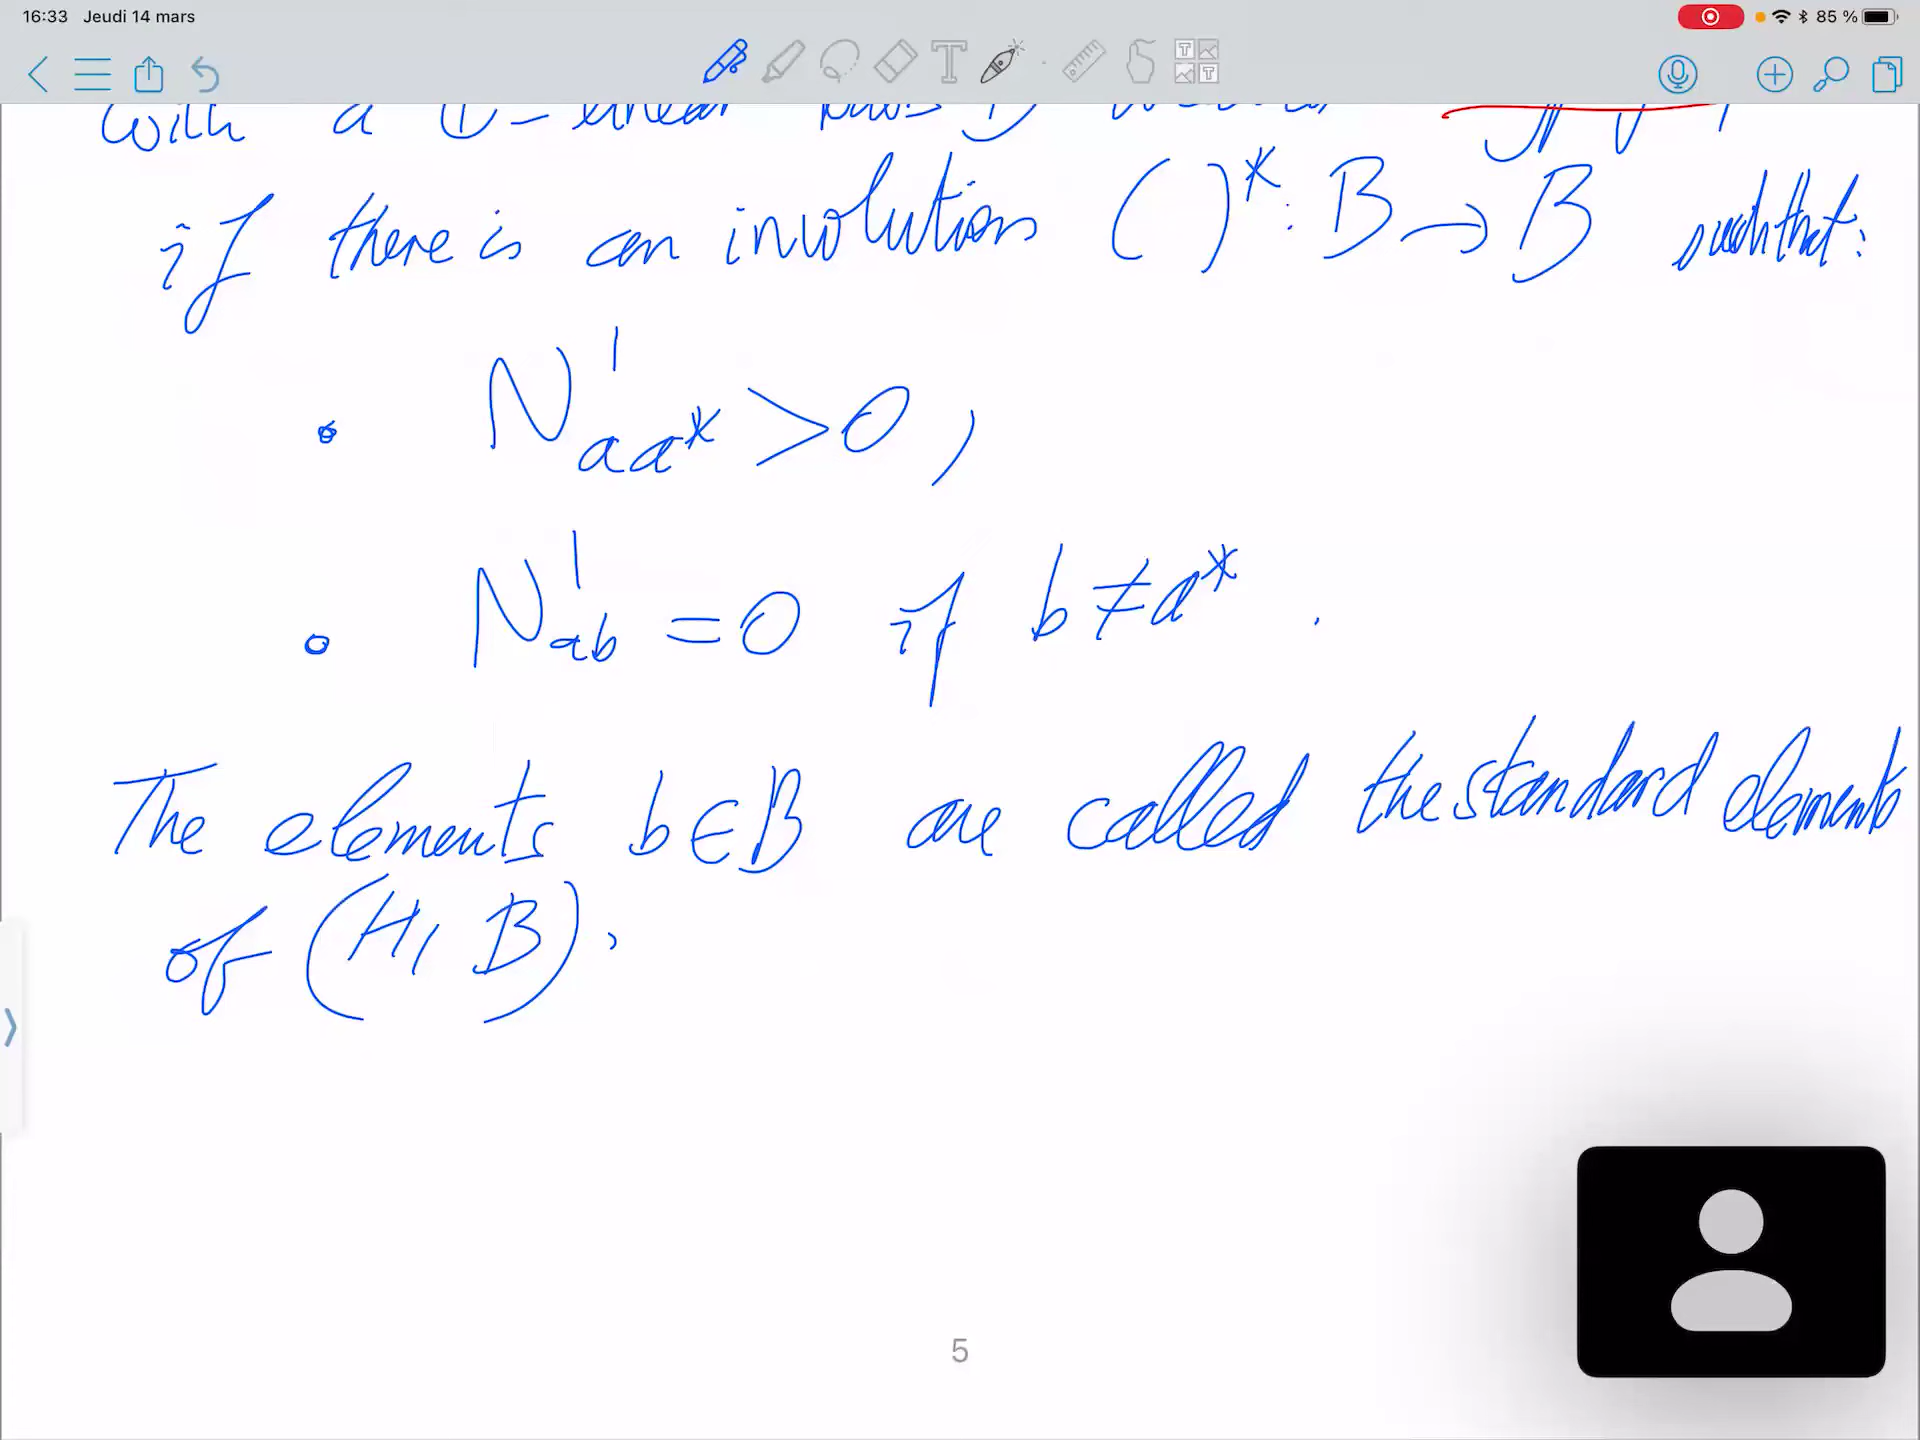 16:33 Jeudi 14 mars 85 %
with a
if there is an involution ( )* : B → B such that:
• N¹aa* > 0 ,
• N¹ab = 0 if b ≠ a* .
The elements b ∈ B are called the standard elements
of (H, B).
5